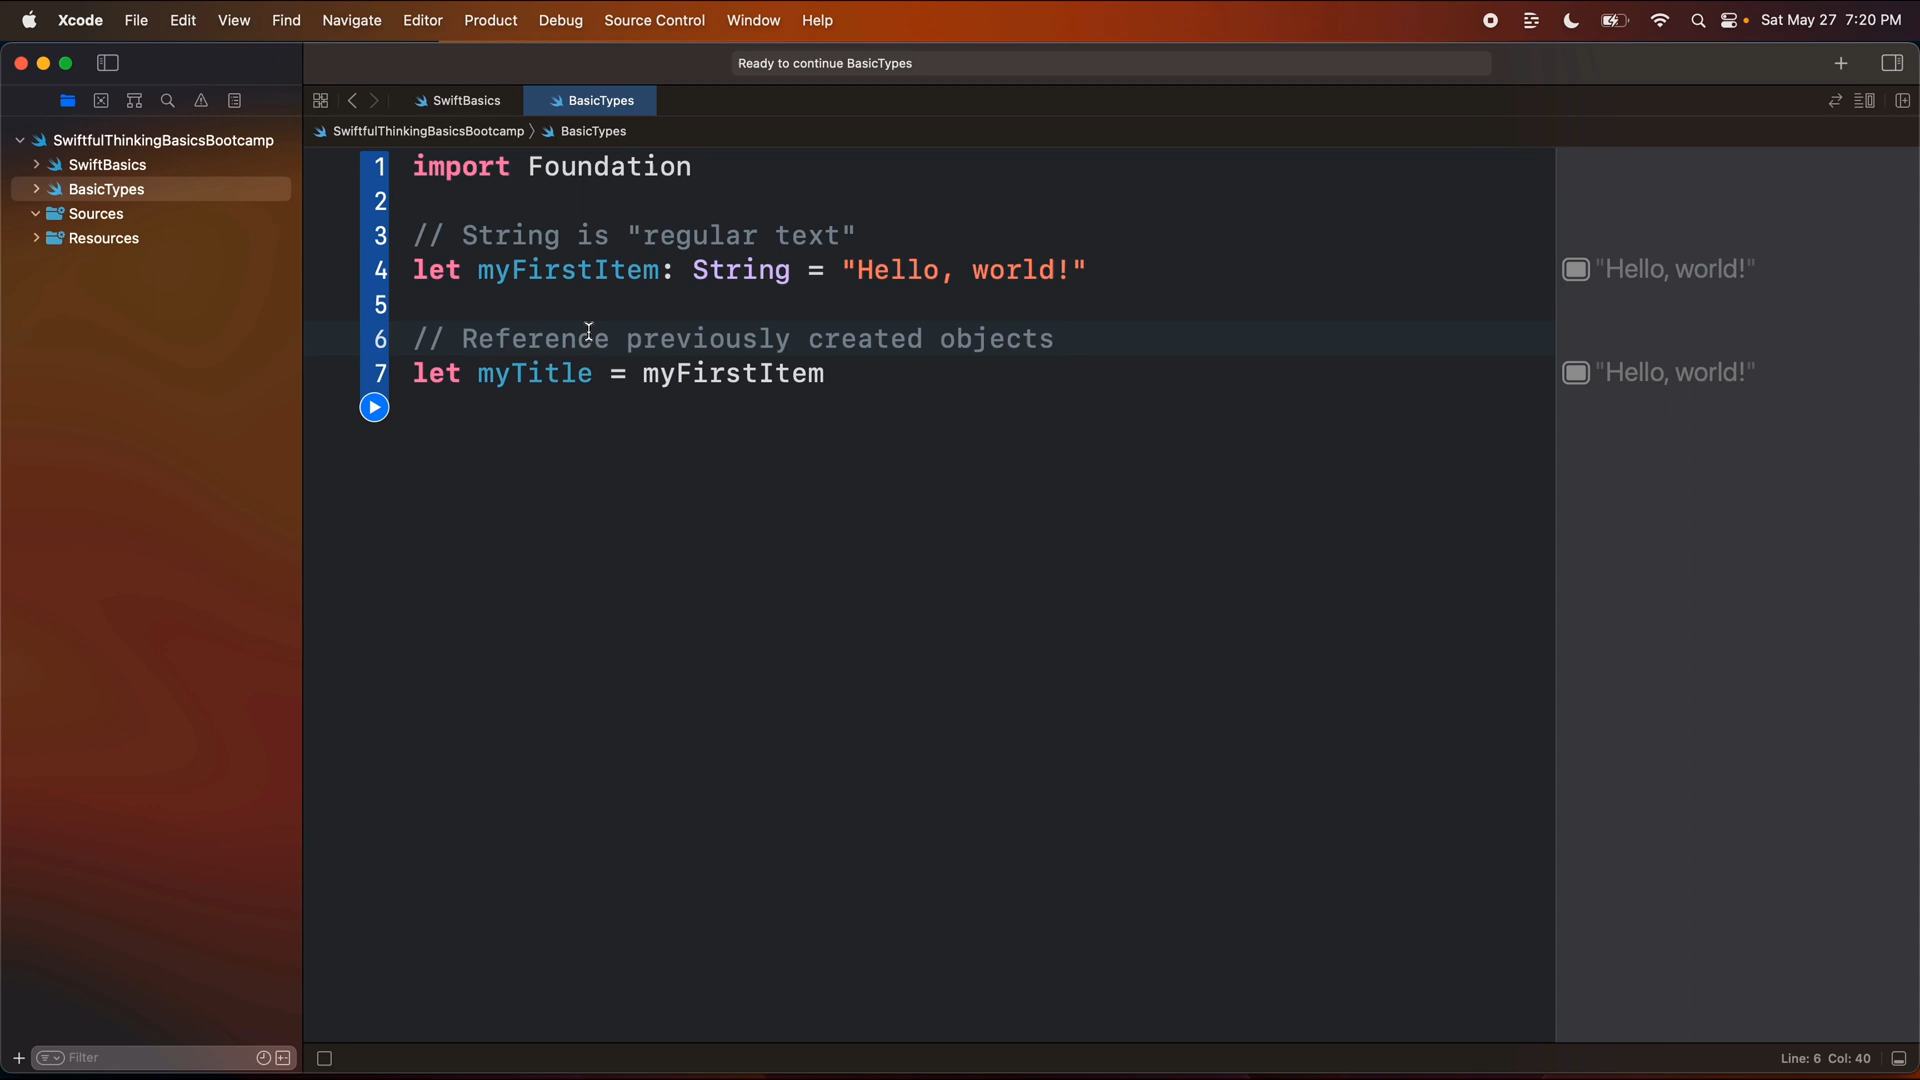 Xcode File Edit View Find Navigate Editor Product Debug Source Control Window Help Sat May 27 7:20 PM
Ready to continue BasicTypes
SwiftBasics BasicTypes
SwiftfulThinkingBasicsBootcamp BasicTypes
SwiftfulThinkingBasicsBootcamp
SwiftBasics
BasicTypes
Sources
Resources
1 import Foundation
2
3 // String is "regular text"
4 let myFirstItem: String = "Hello, world!"
"Hello, world!"
5
6 // Reference previously created objects
7 let myTitle = myFirstItem
"Hello, world!"
Filter
Line: 6 Col: 40